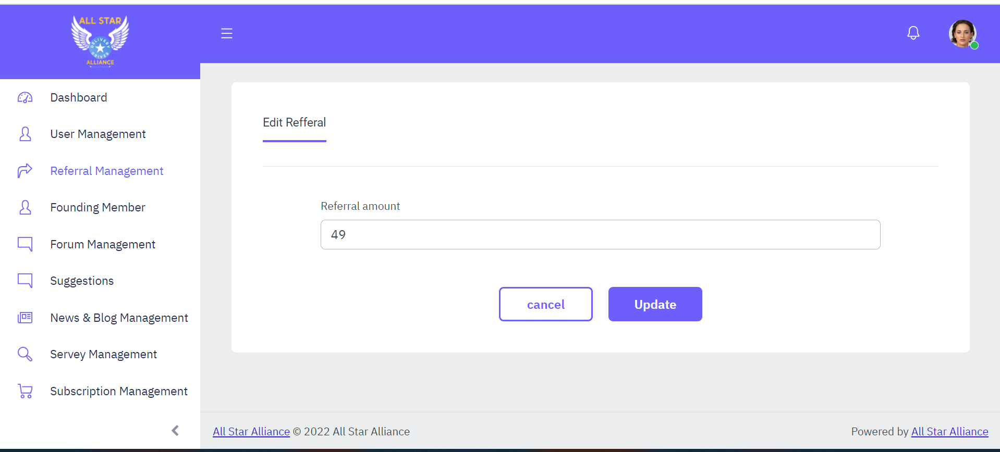 ALL STAR
DELIVERY
DRIVER
ALLIANCE
Dashboard
User Management
Referral Management
Founding Member
Forum Management
Suggestions
News & Blog Management
Servey Management
Subscription Management
Edit Refferal
Referral amount
49
cancel
Update
All Star Alliance © 2022 All Star Alliance
Powered by All Star Alliance